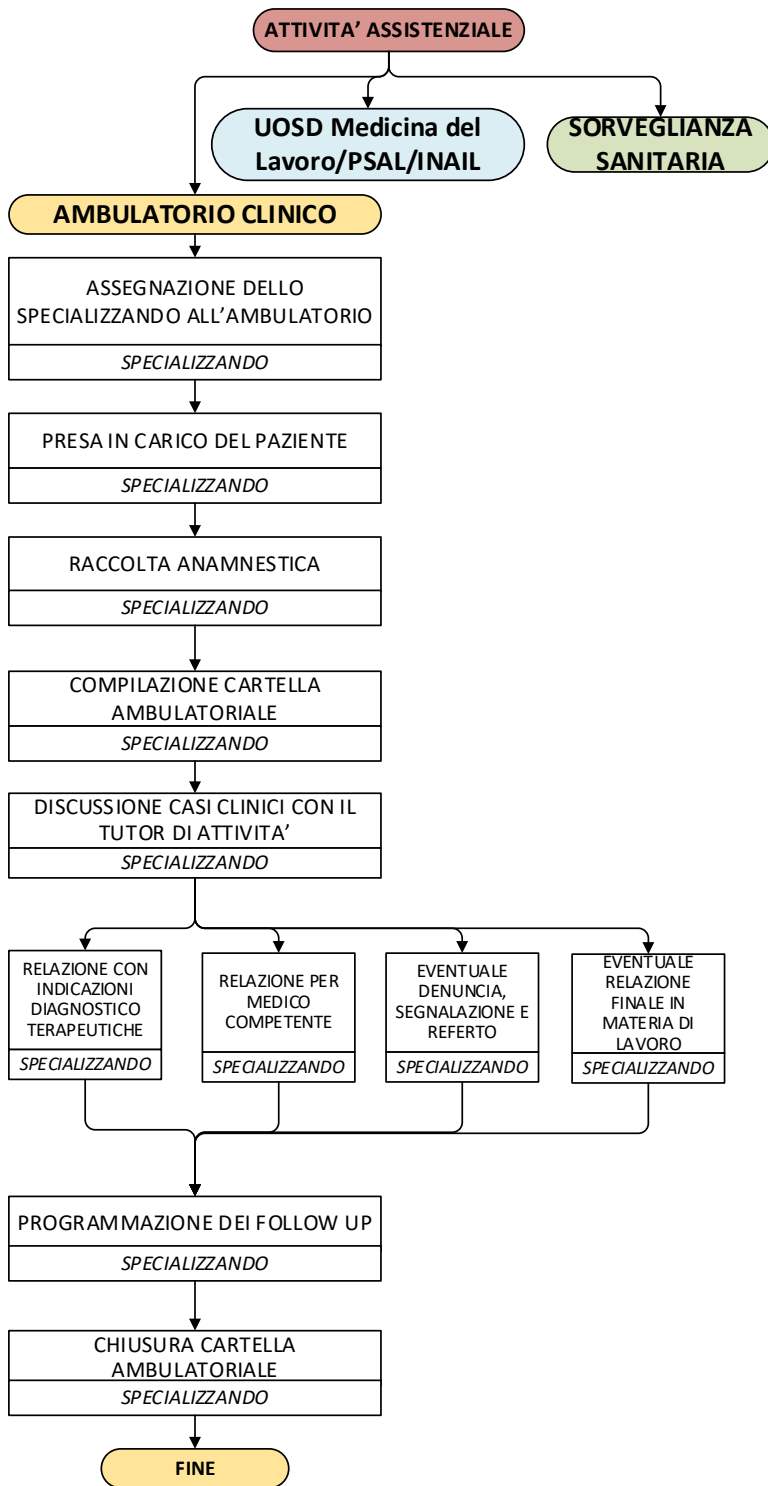 ATTIVITA’ ASSISTENZIALE
UOSD Medicina del
Lavoro/PSAL/INAIL
SORVEGLIANZA
SANITARIA
AMBULATORIO CLINICO
ASSEGNAZIONE DELLO
SPECIALIZZANDO ALL’AMBULATORIO
SPECIALIZZANDO
PRESA IN CARICO DEL PAZIENTE
SPECIALIZZANDO
RACCOLTA ANAMNESTICA
SPECIALIZZANDO
COMPILAZIONE CARTELLA
AMBULATORIALE
SPECIALIZZANDO
DISCUSSIONE CASI CLINICI CON IL
TUTOR DI ATTIVITA’
SPECIALIZZANDO
RELAZIONE CON
INDICAZIONI
DIAGNOSTICO
TERAPEUTICHE
SPECIALIZZANDO
RELAZIONE PER
MEDICO
COMPETENTE
SPECIALIZZANDO
EVENTUALE
DENUNCIA,
SEGNALAZIONE E
REFERTO
SPECIALIZZANDO
EVENTUALE
RELAZIONE
FINALE IN
MATERIA DI
LAVORO
SPECIALIZZANDO
PROGRAMMAZIONE DEI FOLLOW UP
SPECIALIZZANDO
CHIUSURA CARTELLA
AMBULATORIALE
SPECIALIZZANDO
FINE